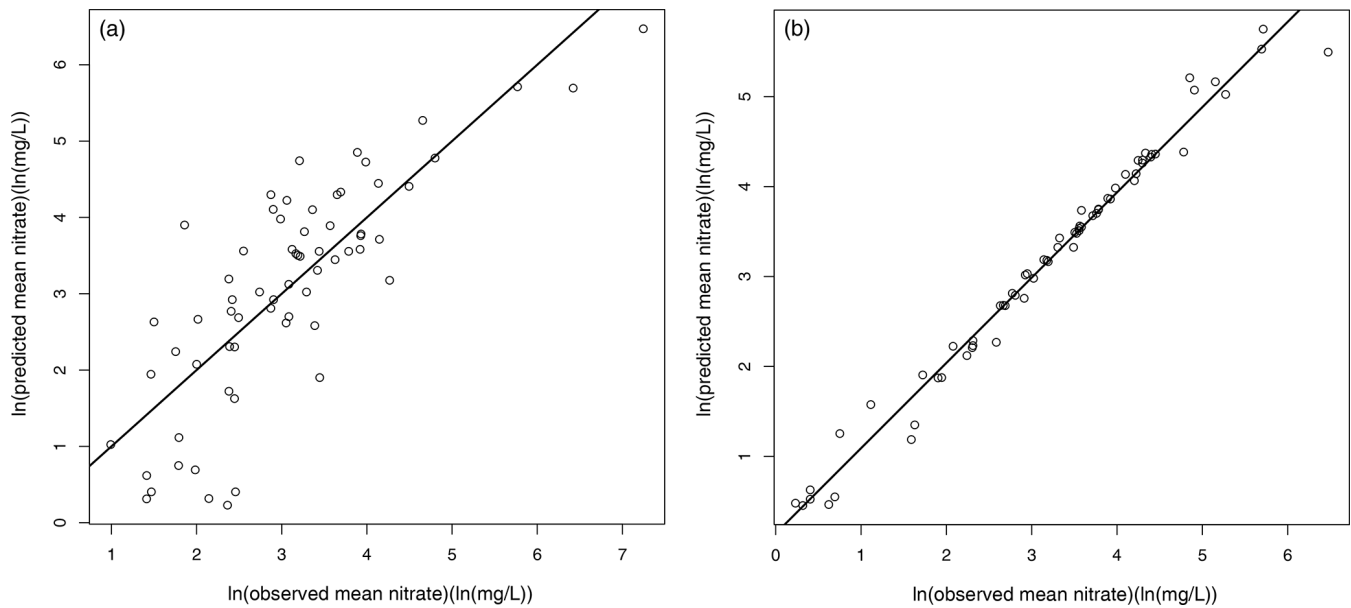 (a)
ln(predicted mean nitrate)(ln(mg/L))
6
5
4
3
2
1
0
1 2 3 4 5 6 7
ln(observed mean nitrate)(ln(mg/L))
(b)
ln(predicted mean nitrate)(ln(mg/L))
5
4
3
2
1
0 1 2 3 4 5 6
ln(observed mean nitrate)(ln(mg/L))